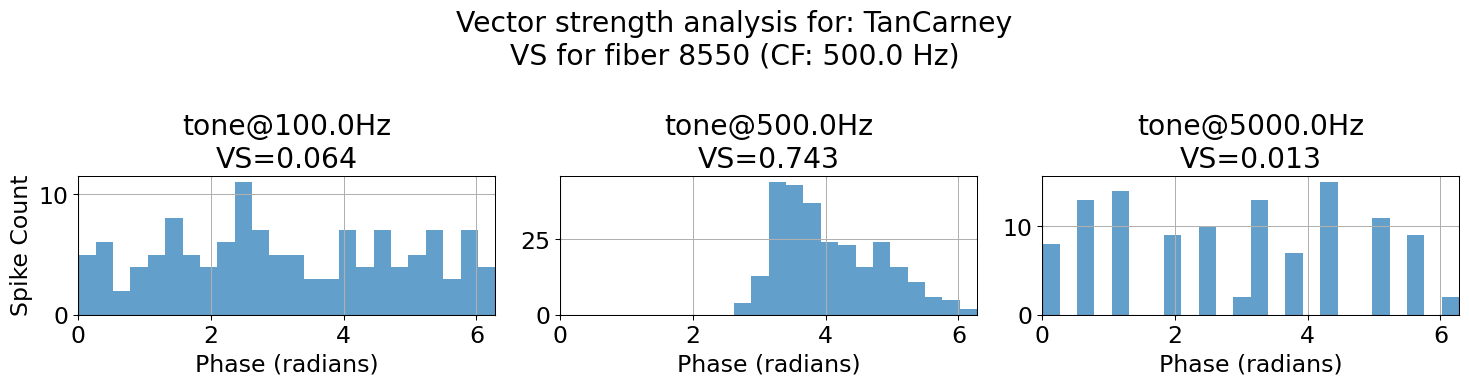 Vector strength analysis for: TanCarney
VS for fiber 8550 (CF: 500.0 Hz)
tone@100.0Hz
VS=0.064
tone@500.0Hz
VS=0.743
tone@5000.0Hz
VS=0.013
Spike Count
10
0
0 2 4 6
Phase (radians)
25
0
0 2 4 6
Phase (radians)
10
0
0 2 4 6
Phase (radians)